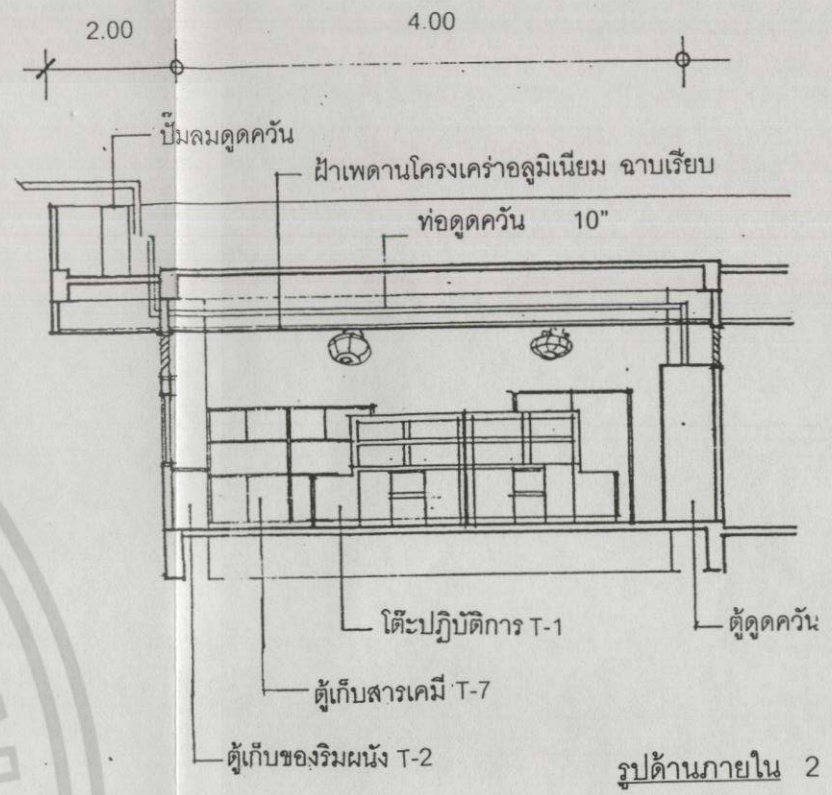 2.00 4.00
ปั๊มลมดูดควัน
ฝ้าเพดานโครงเคร่าอลูมิเนียม ฉาบเรียบ
ท่อดูดควัน 10"
โต๊ะปฏิบัติการ T-1
ตู้ดูดควัน
ตู้เก็บสารเคมี T-7
ตู้เก็บของริมผนัง T-2
รูปด้านภายใน 2